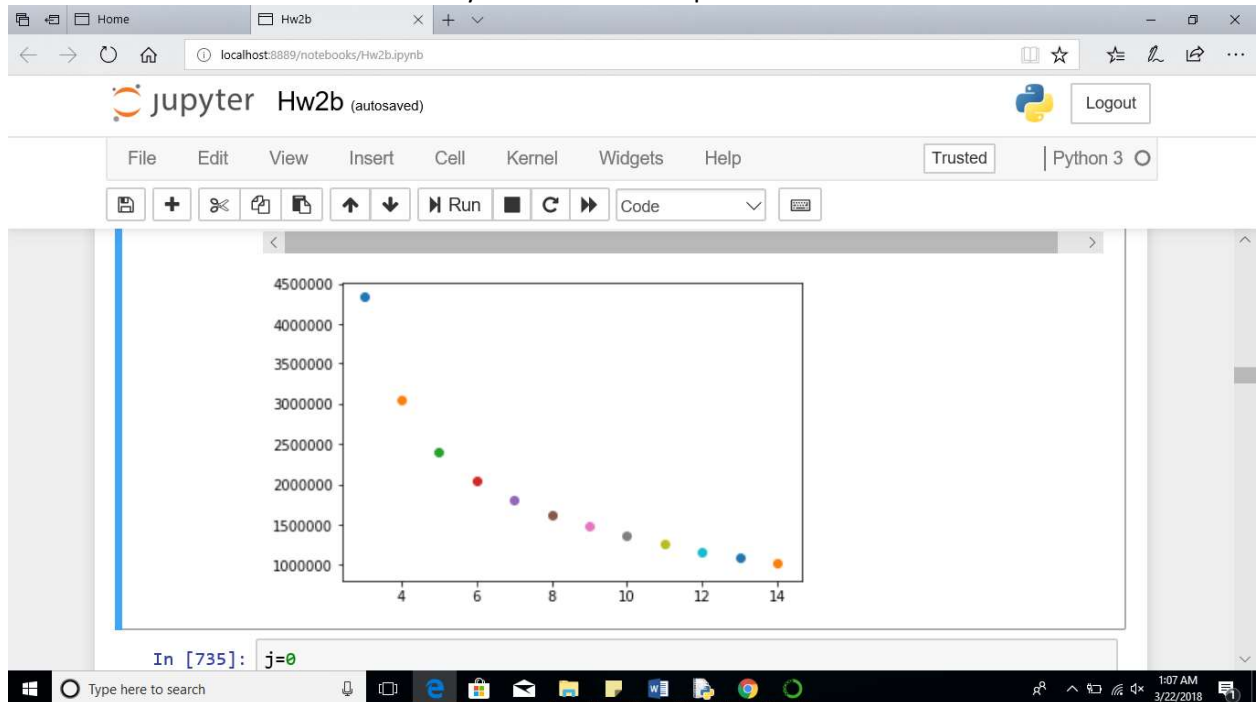 Home
Hw2b
localhost:8889/notebooks/Hw2b.ipynb
jupyter Hw2b (autosaved)
Logout
File Edit View Insert Cell Kernel Widgets Help
Trusted
Python 3
Run
Code
4500000
4000000
3500000
3000000
2500000
2000000
1500000
1000000
4 6 8 10 12 14
In [735]: j=0
Type here to search
1:07 AM
3/22/2018